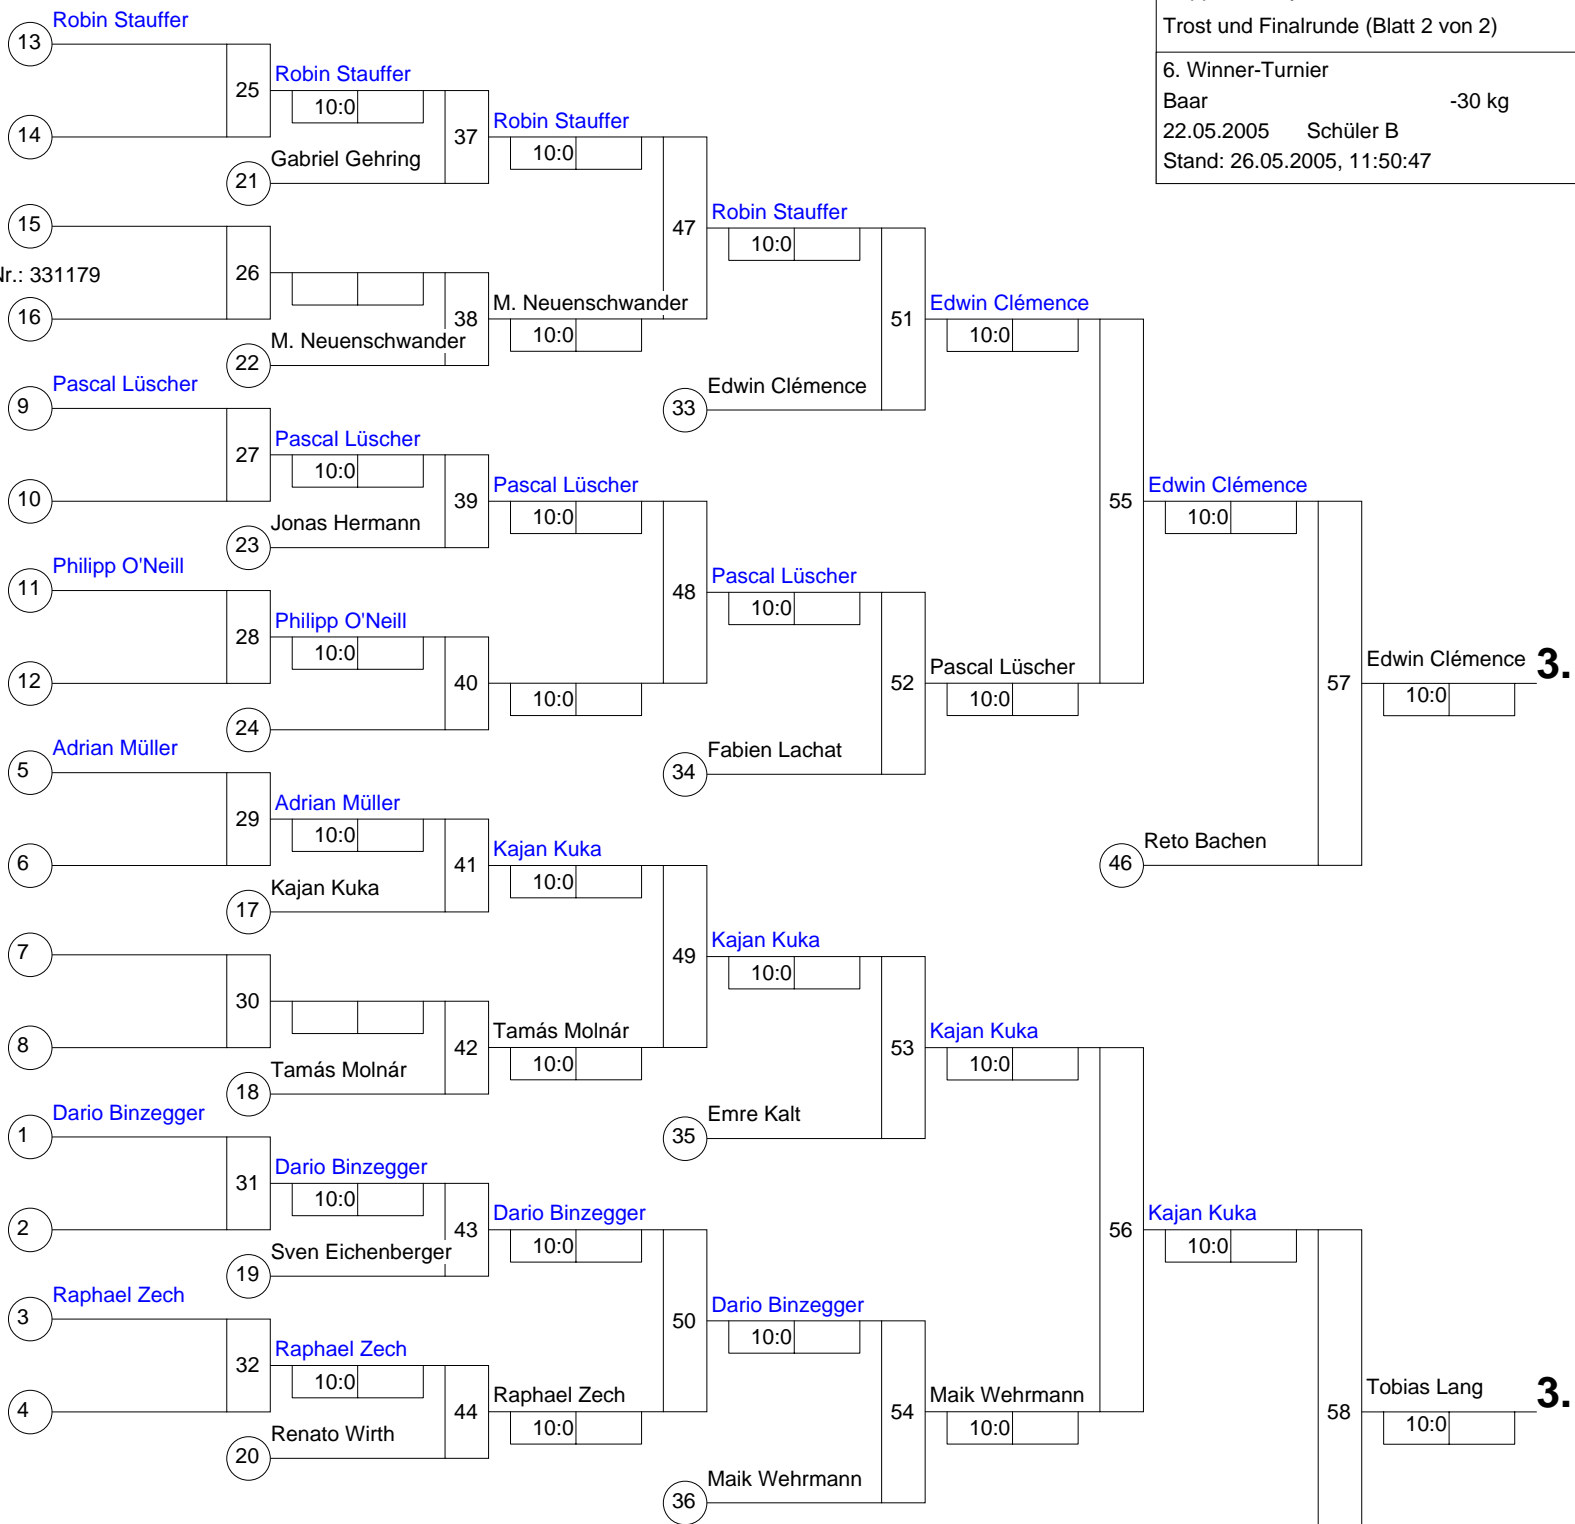 Trost und Finalrunde (Blatt 2 von 2)
6. Winner-Turnier
Baar -30 kg
22.05.2005 Schüler B
Stand: 26.05.2005, 11:50:47
13 Robin Stauffer
25 Robin Stauffer
10:0
14
37 Robin Stauffer
10:0
21 Gabriel Gehring
15
47 Robin Stauffer
10:0
Nr.: 331179
26
16
38 M. Neuenschwander
10:0
22 M. Neuenschwander
51 Edwin Clémence
10:0
33 Edwin Clémence
9 Pascal Lüscher
27 Pascal Lüscher
10:0
10
39 Pascal Lüscher
10:0
23 Jonas Hermann
55 Edwin Clémence
10:0
11 Philipp O'Neill
48 Pascal Lüscher
10:0
28 Philipp O'Neill
10:0
12
40
10:0
24
52 Pascal Lüscher
10:0
34 Fabien Lachat
57 Edwin Clémence 3.
10:0
5 Adrian Müller
29 Adrian Müller
10:0
6
41 Kajan Kuka
10:0
17 Kajan Kuka
46 Reto Bachen
7
49 Kajan Kuka
10:0
30
8
42 Tamás Molnár
10:0
18 Tamás Molnár
53 Kajan Kuka
10:0
35 Emre Kalt
1 Dario Binzegger
31 Dario Binzegger
10:0
2
43 Dario Binzegger
10:0
19 Sven Eichenberger
56 Kajan Kuka
10:0
3 Raphael Zech
50 Dario Binzegger
10:0
32 Raphael Zech
10:0
4
44 Raphael Zech
10:0
20 Renato Wirth
54 Maik Wehrmann
10:0
36 Maik Wehrmann
58 Tobias Lang 3.
10:0